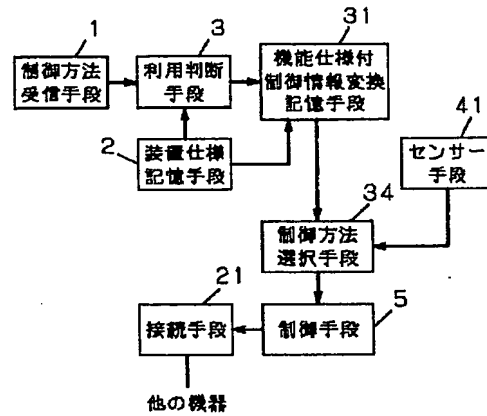 1
制御方法
受信手段
3
利用判断
手段
31
機能仕様付
制御情報変換
記憶手段
2
装置仕様
記憶手段
41
センサー
手段
34
制御方法
選択手段
21
接続手段
制御手段
5
他の機器